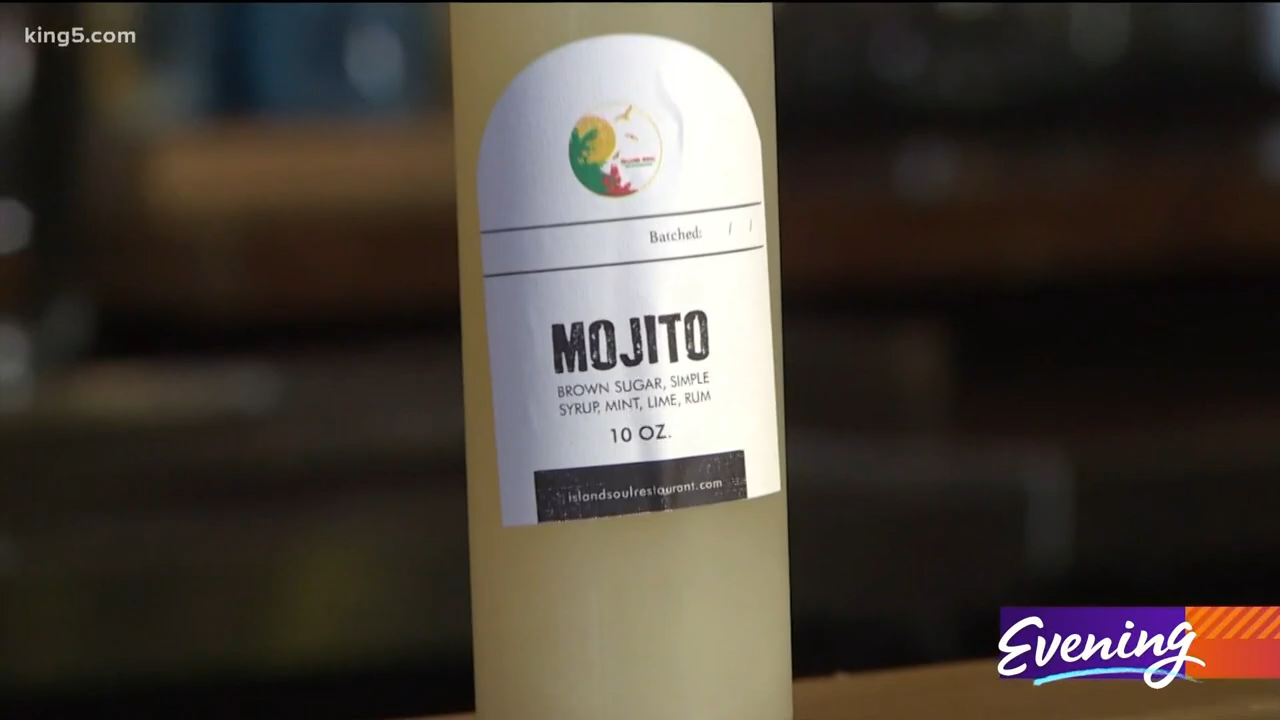 king5.com
Batched: / /
MOJITO
BROWN SUGAR, SIMPLE
SYRUP, MINT, LIME, RUM
10 OZ.
islandsoulrestaurant.com
Evening